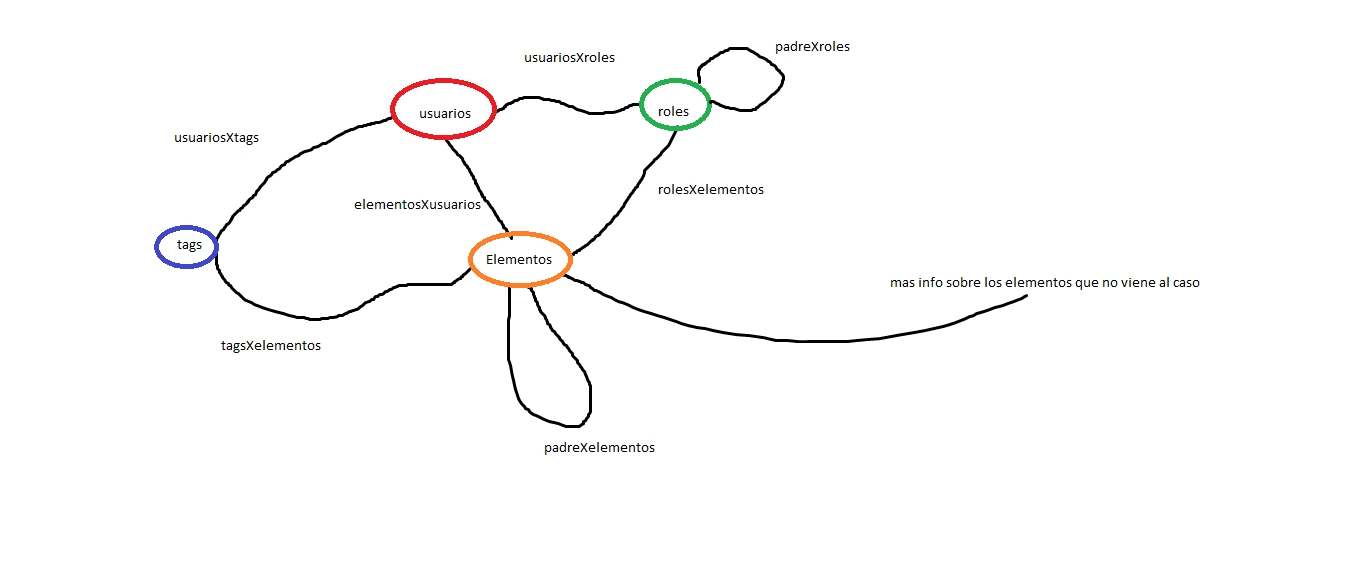 padreXroles
usuariosXroles
usuarios
roles
usuariosXtags
rolesXelementos
elementosXusuarios
tags
Elementos
mas info sobre los elementos que no viene al caso
tagsXelementos
padreXelementos